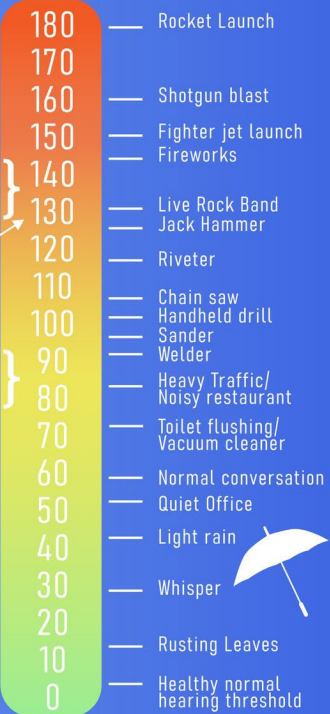 180
Rocket Launch
170
160
Shotgun blast
150
Fighter jet launch
Fireworks
140
130
Live Rock Band
Jack Hammer
120
Riveter
110
Chain saw
100
Handheld drill
Sander
Welder
90
Heavy Traffic/
Noisy restaurant
80
70
Toilet flushing/
Vacuum cleaner
60
Normal conversation
50
Quiet Office
40
Light rain
30
Whisper
20
Rusting Leaves
10
Healthy normal
hearing threshold
0